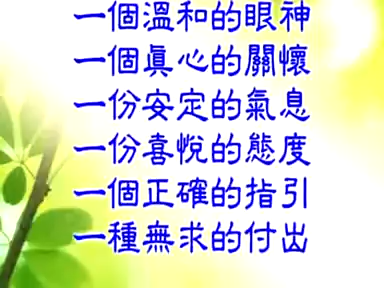 一個溫和的眼神
一個真心的關懷
一份安定的氣息
一份喜悅的態度
一個正確的指引
一種無求的付出